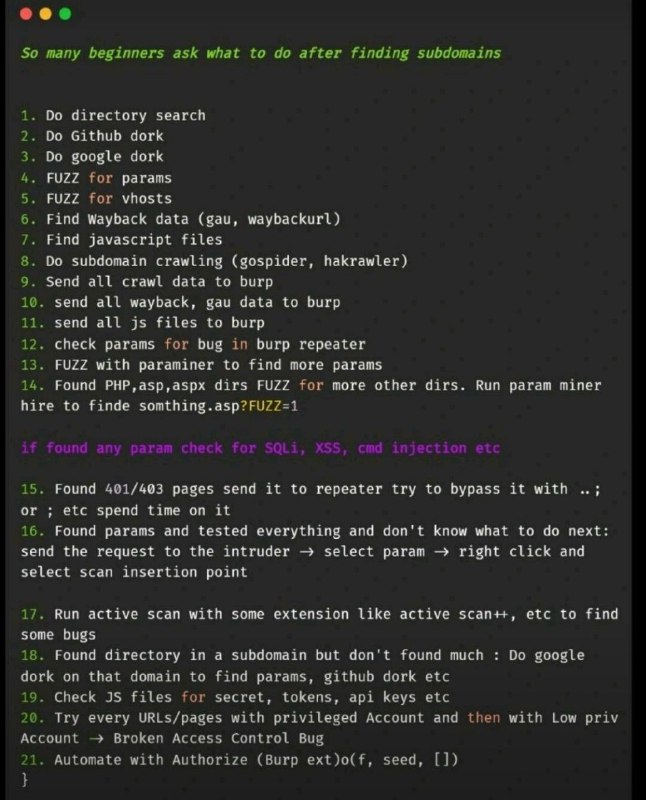 So many beginners ask what to do after finding subdomains
1. Do directory search
2. Do Github dork
3. Do google dork
4. FUZZ for params
5. FUZZ for vhosts
6. Find Wayback data (gau, waybackurl)
7. Find javascript files
8. Do subdomain crawling (gospider, hakrawler)
9. Send all crawl data to burp
10. send all wayback, gau data to burp
11. send all js files to burp
12. check params for bug in burp repeater
13. FUZZ with paraminer to find more params
14. Found PHP,asp,aspx dirs FUZZ for more other dirs. Run param miner
hire to finde somthing.asp?FUZZ=1
if found any param check for SQLi, XSS, cmd injection etc
15. Found 401/403 pages send it to repeater try to bypass it with ..;
or ; etc spend time on it
16. Found params and tested everything and don't know what to do next:
send the request to the intruder → select param → right click and
select scan insertion point
17. Run active scan with some extension like active scan++, etc to find
some bugs
18. Found directory in a subdomain but don't found much : Do google
dork on that domain to find params, github dork etc
19. Check JS files for secret, tokens, api keys etc
20. Try every URLs/pages with privileged Account and then with Low priv
Account → Broken Access Control Bug
21. Automate with Authorize (Burp ext)o(f, seed, [])
}